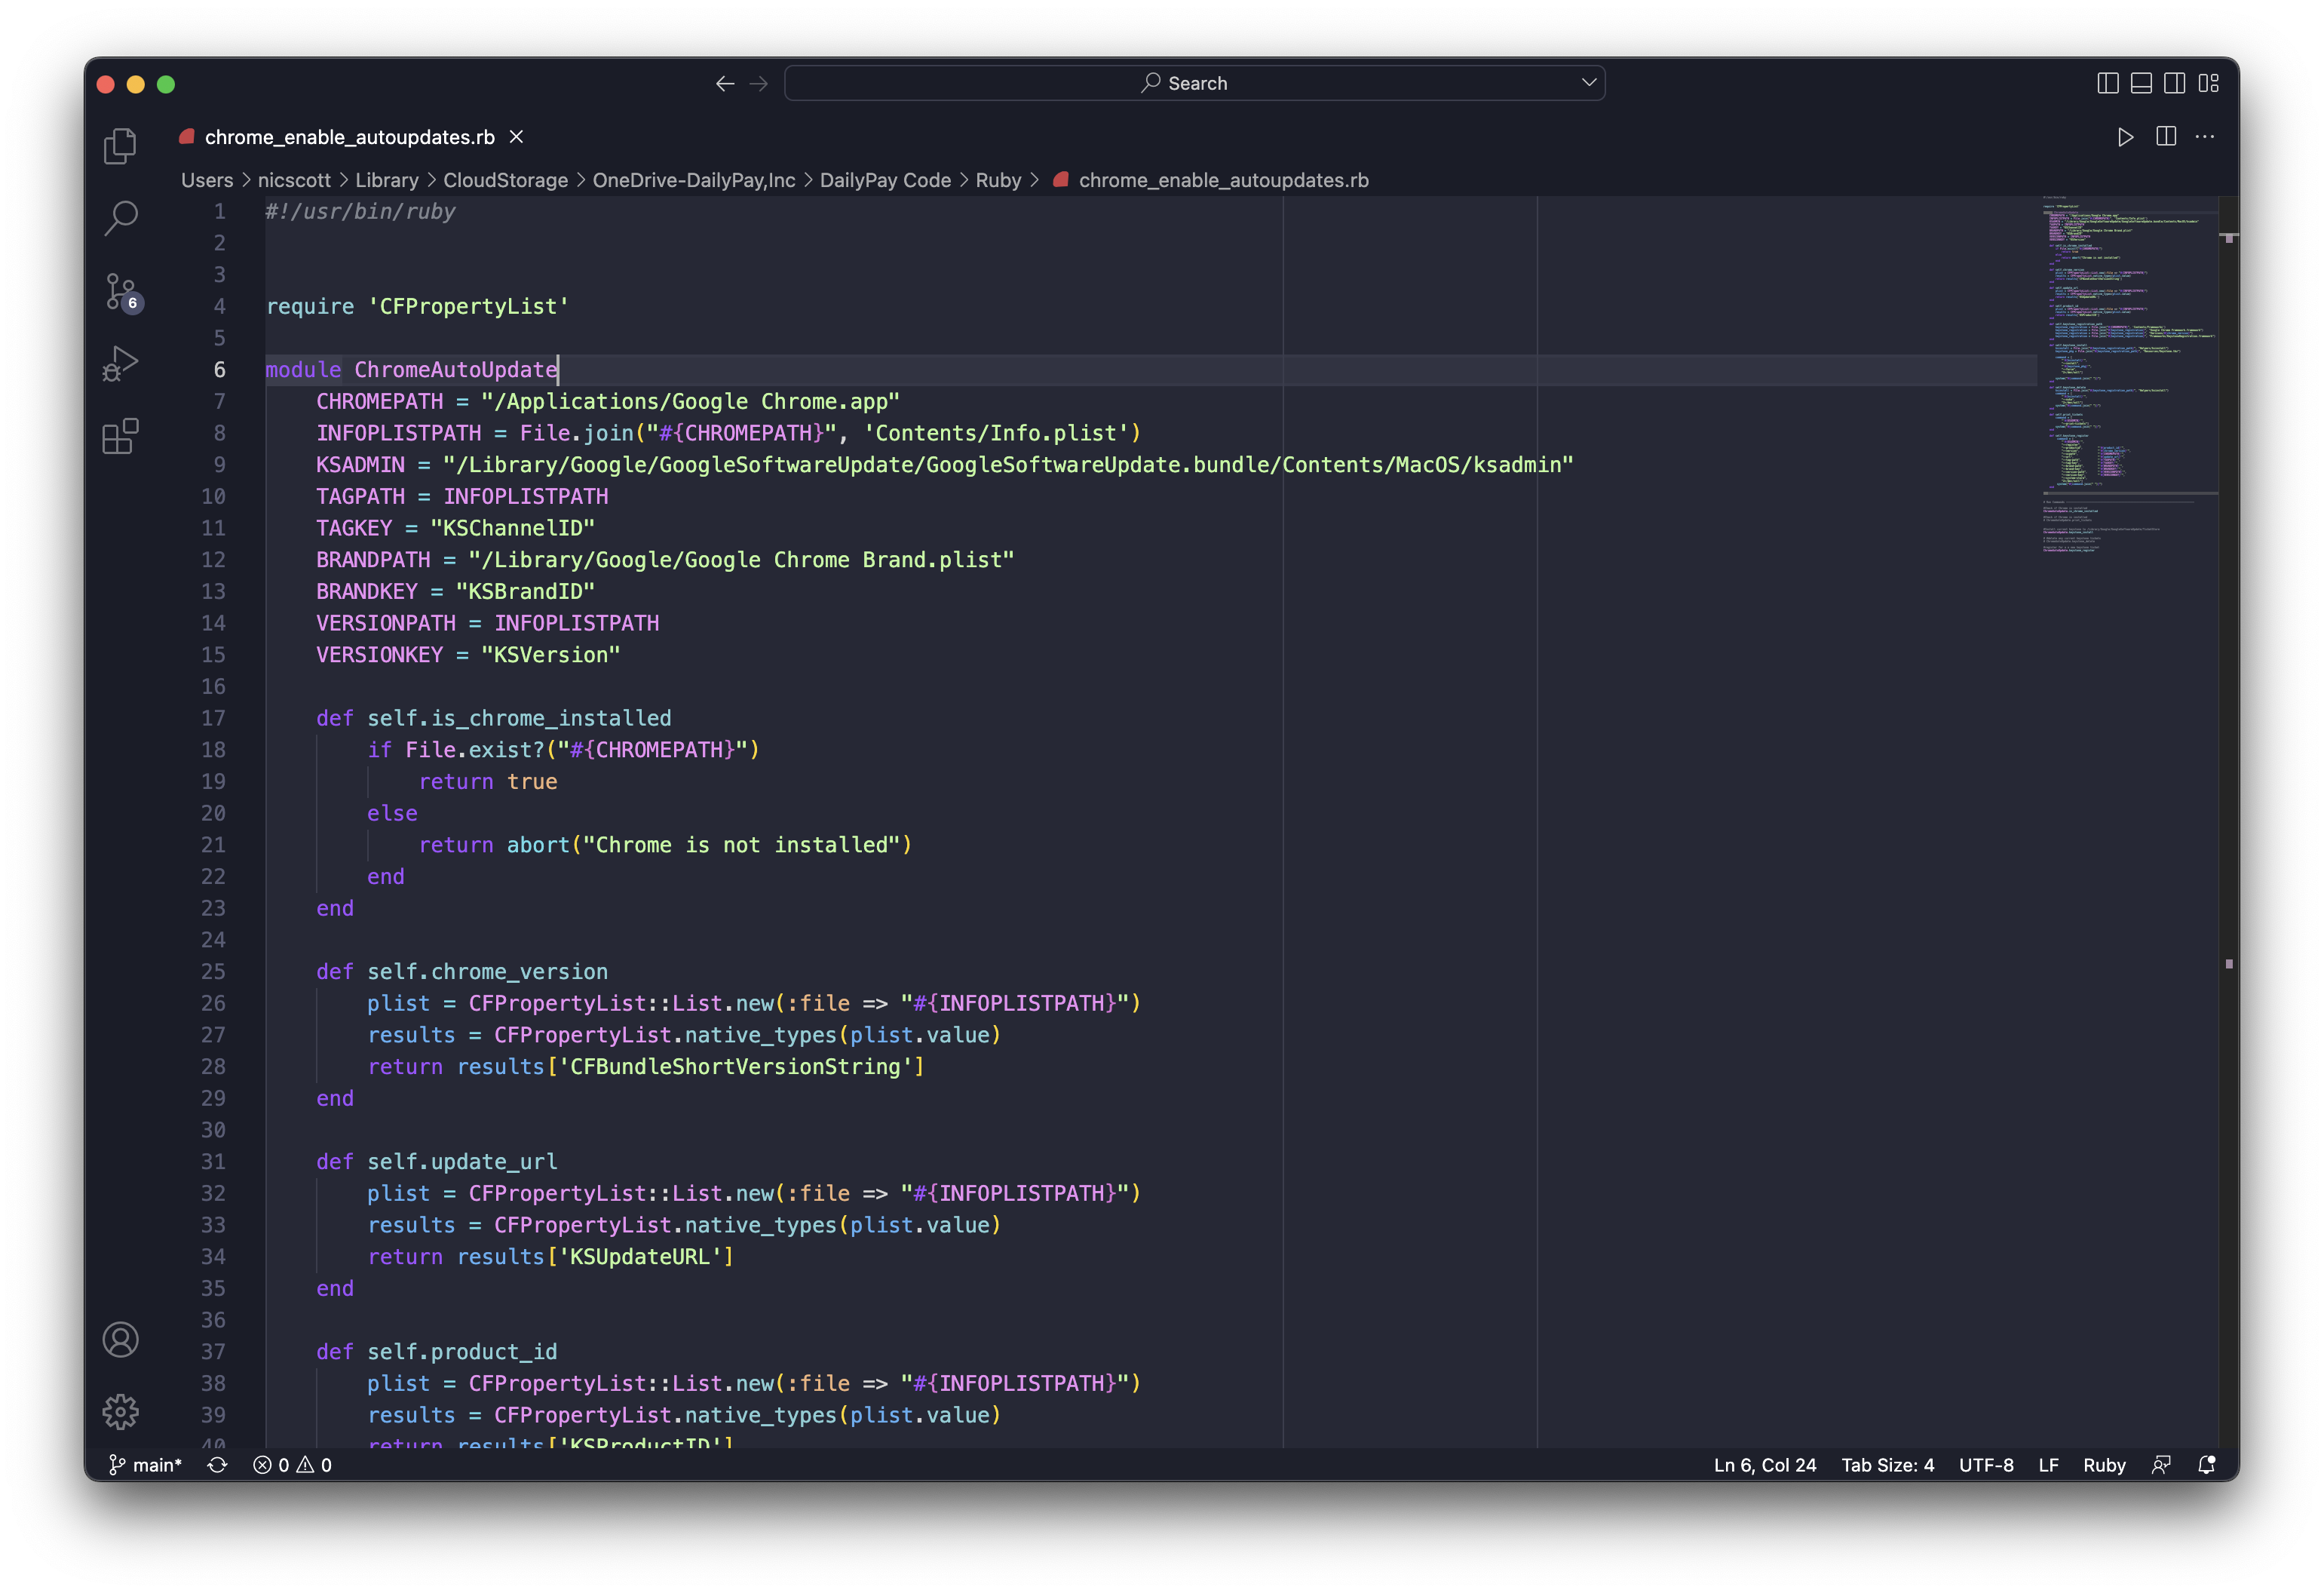 Search
chrome_enable_autoupdates.rb
Users > nicscott > Library > CloudStorage > OneDrive-DailyPay,Inc > DailyPay Code > Ruby > chrome_enable_autoupdates.rb
6
1 #!/usr/bin/ruby
2
3
4 require 'CFPropertyList'
5
6 module ChromeAutoUpdate
7 CHROMEPATH = "/Applications/Google Chrome.app"
8 INFOPLISTPATH = File.join("#{CHROMEPATH}", 'Contents/Info.plist')
9 KSADMIN = "/Library/Google/GoogleSoftwareUpdate/GoogleSoftwareUpdate.bundle/Contents/MacOS/ksadmin"
10 TAGPATH = INFOPLISTPATH
11 TAGKEY = "KSChannelID"
12 BRANDPATH = "/Library/Google/Google Chrome Brand.plist"
13 BRANDKEY = "KSBrandID"
14 VERSIONPATH = INFOPLISTPATH
15 VERSIONKEY = "KSVersion"
16
17 def self.is_chrome_installed
18 if File.exist?("#{CHROMEPATH}")
19 return true
20 else
21 return abort("Chrome is not installed")
22 end
23 end
24
25 def self.chrome_version
26 plist = CFPropertyList::List.new(:file => "#{INFOPLISTPATH}")
27 results = CFPropertyList.native_types(plist.value)
28 return results['CFBundleShortVersionString']
29 end
30
31 def self.update_url
32 plist = CFPropertyList::List.new(:file => "#{INFOPLISTPATH}")
33 results = CFPropertyList.native_types(plist.value)
34 return results['KSUpdateURL']
35 end
36
37 def self.product_id
38 plist = CFPropertyList::List.new(:file => "#{INFOPLISTPATH}")
39 results = CFPropertyList.native_types(plist.value)
40 return results['KSProductID']
main* 0 0 Ln 6, Col 24 Tab Size: 4 UTF-8 LF Ruby